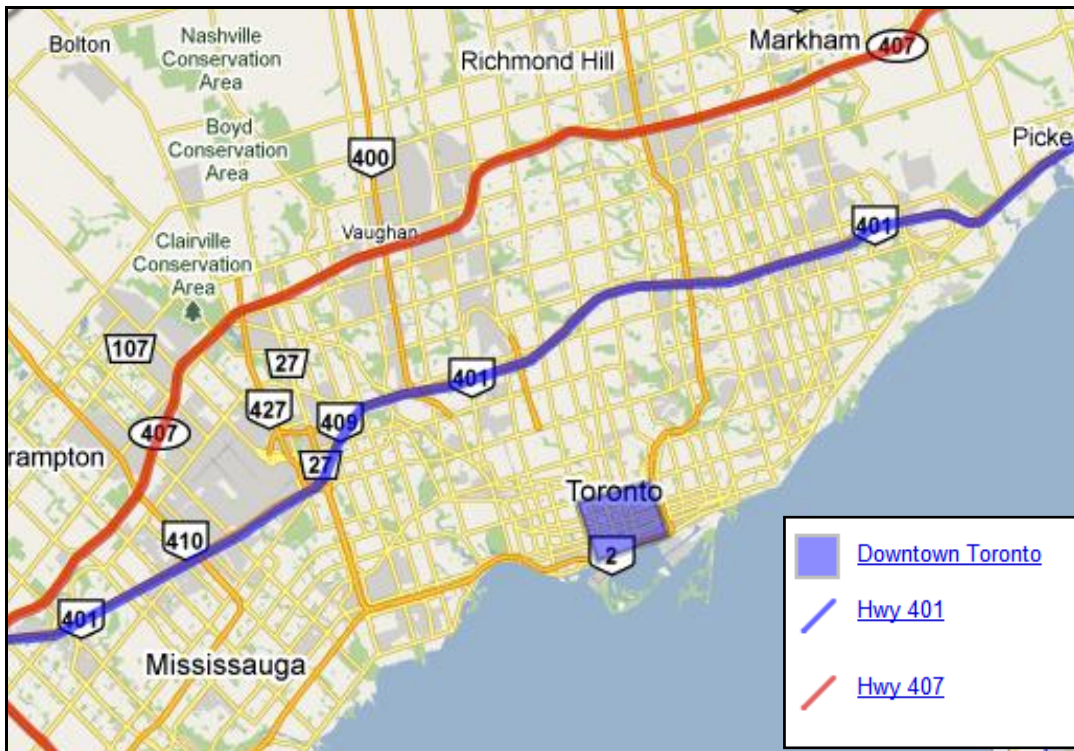 Bolton
Nashville
Conservation
Area
Richmond Hill
Markham
407
Boyd
Conservation
Area
400
Picke
Vaughan
401
Clairville
Conservation
Area
107
27
401
427
409
407
rampton
27
Toronto
410
2
401
Mississauga
Downtown Toronto
Hwy 401
Hwy 407